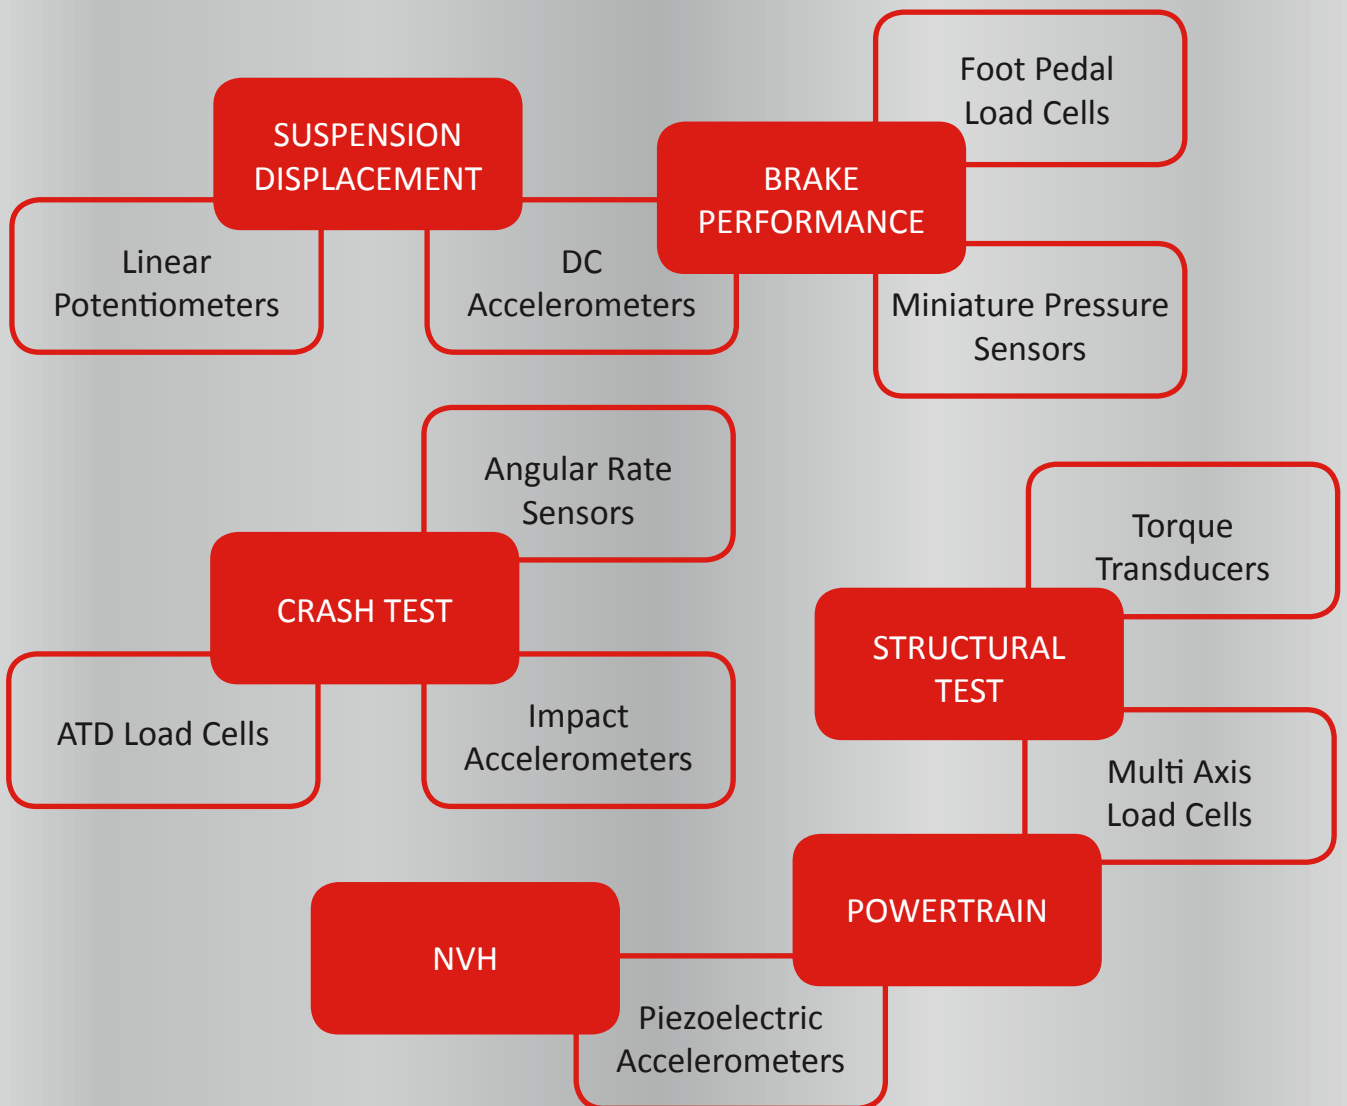 Foot Pedal
Load Cells
SUSPENSION
DISPLACEMENT
BRAKE
PERFORMANCE
Linear
Potentiometers
DC
Accelerometers
Miniature Pressure
Sensors
Angular Rate
Sensors
Torque
Transducers
CRASH TEST
STRUCTURAL
TEST
ATD Load Cells
Impact
Accelerometers
Multi Axis
Load Cells
POWERTRAIN
NVH
Piezoelectric
Accelerometers